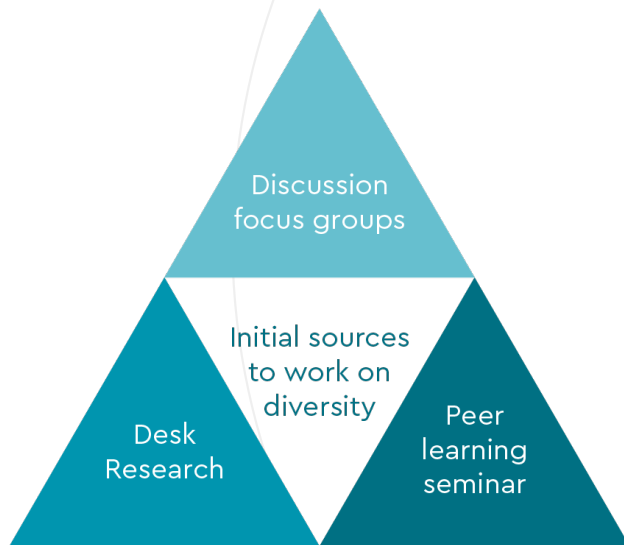 Discussion
focus groups
Initial sources
to work on
diversity
Desk
Research
Peer
learning
seminar